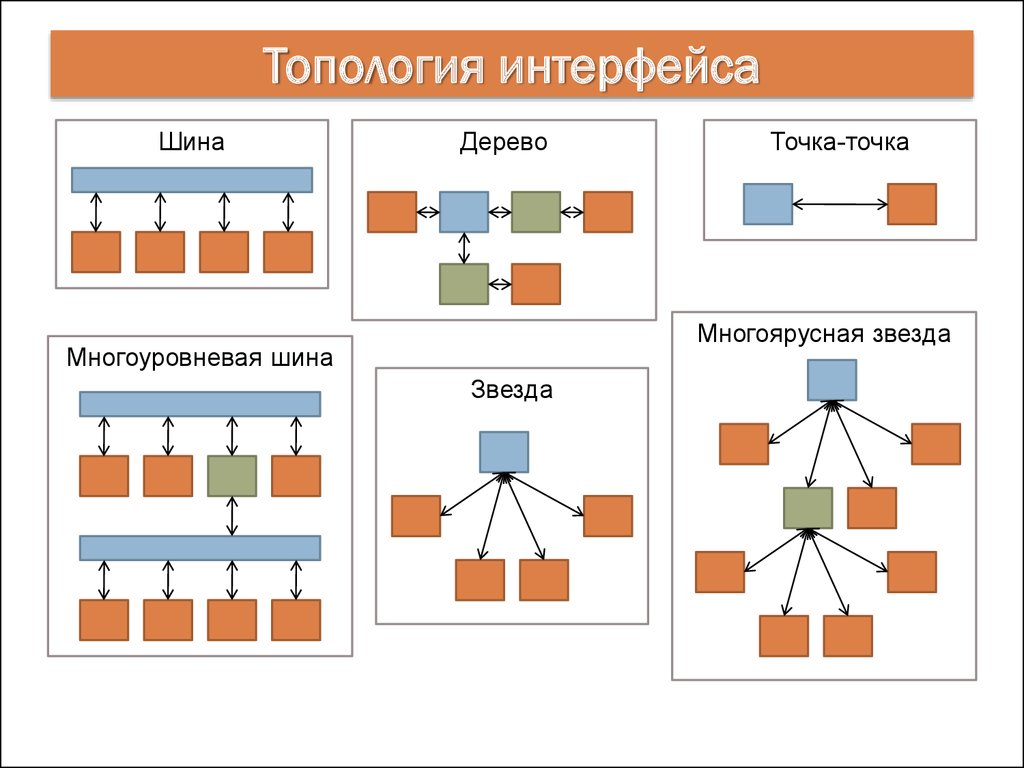 Топология интерфейса
Шина
Дерево
Точка-точка
Многоуровневая шина
Звезда
Многоярусная звезда